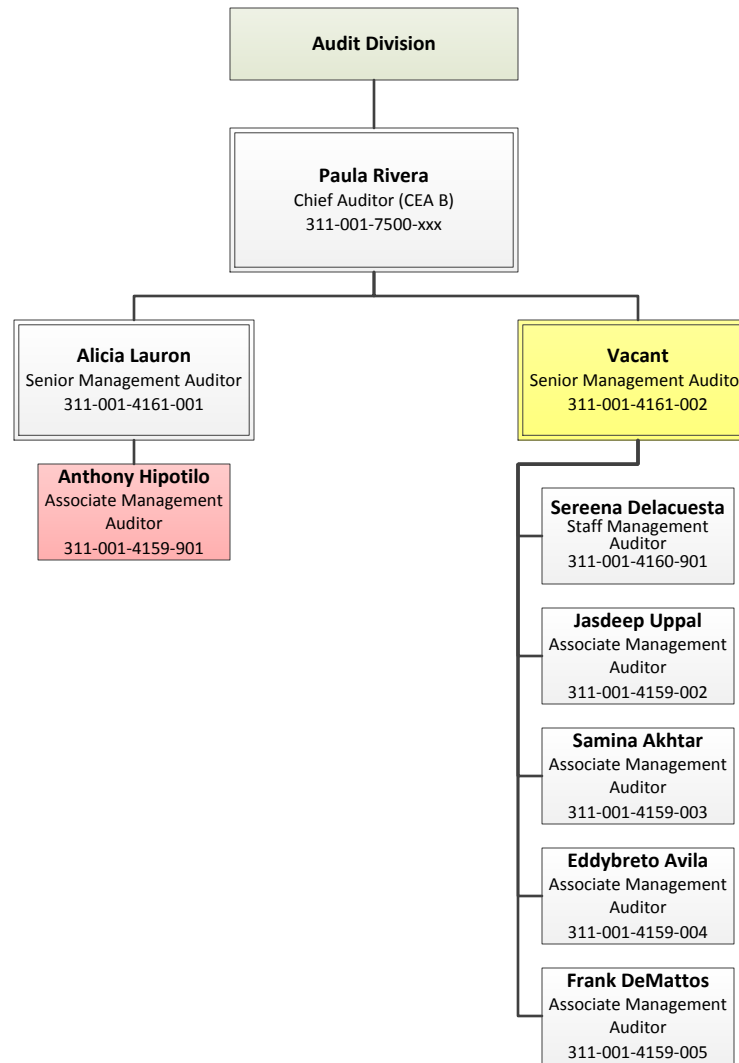 Audit Division
Paula Rivera
Chief Auditor (CEA B)
311-001-7500-xxx
Alicia Lauron
Senior Management Auditor
311-001-4161-001
Vacant
Senior Management Audito
311-001-4161-002
Anthony Hipotilo
Associate Management
Auditor
311-001-4159-901
Sereena Delacuesta
Staff Management
Auditor
311-001-4160-901
Jasdeep Uppal
Associate Management
Auditor
311-001-4159-002
Samina Akhtar
Associate Management
Auditor
311-001-4159-003
Eddybreto Avila
Associate Management
Auditor
311-001-4159-004
Frank DeMattos
Associate Management
Auditor
311-001-4159-005